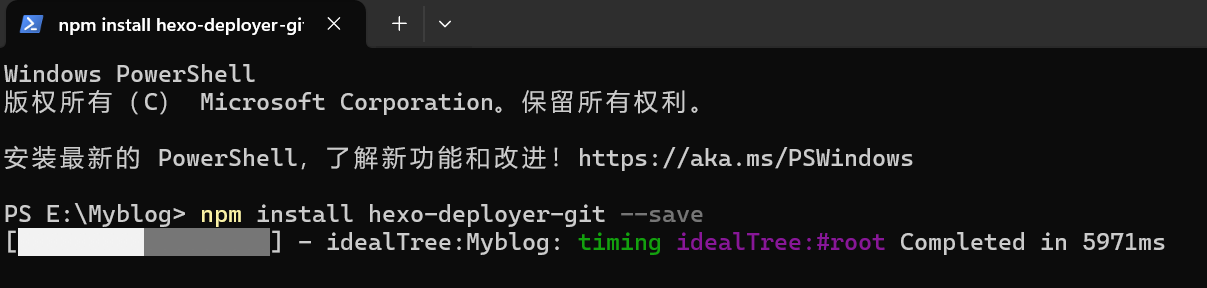 npm install hexo-deployer-gi
Windows PowerShell
版权所有（C） Microsoft Corporation。保留所有权利。
安装最新的 PowerShell，了解新功能和改进！https://aka.ms/PSWindows
PS E:\Myblog> npm install hexo-deployer-git --save
[ ] - idealTree:Myblog: timing idealTree:#root Completed in 5971ms